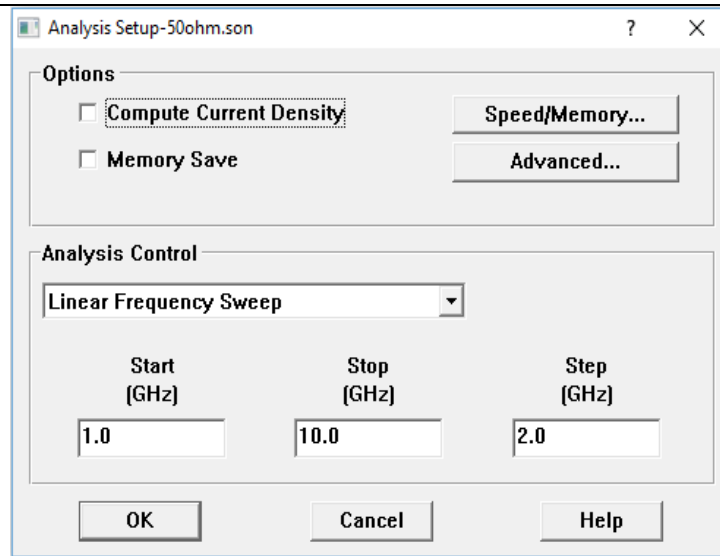 Analysis Setup-50ohm.son ?
Options
Compute Current Density
Speed/Memory...
Memory Save
Advanced...
Analysis Control
Linear Frequency Sweep
Start Stop Step
(GHz) (GHz) (GHz)
1.0 10.0 2.0
OK Cancel Help